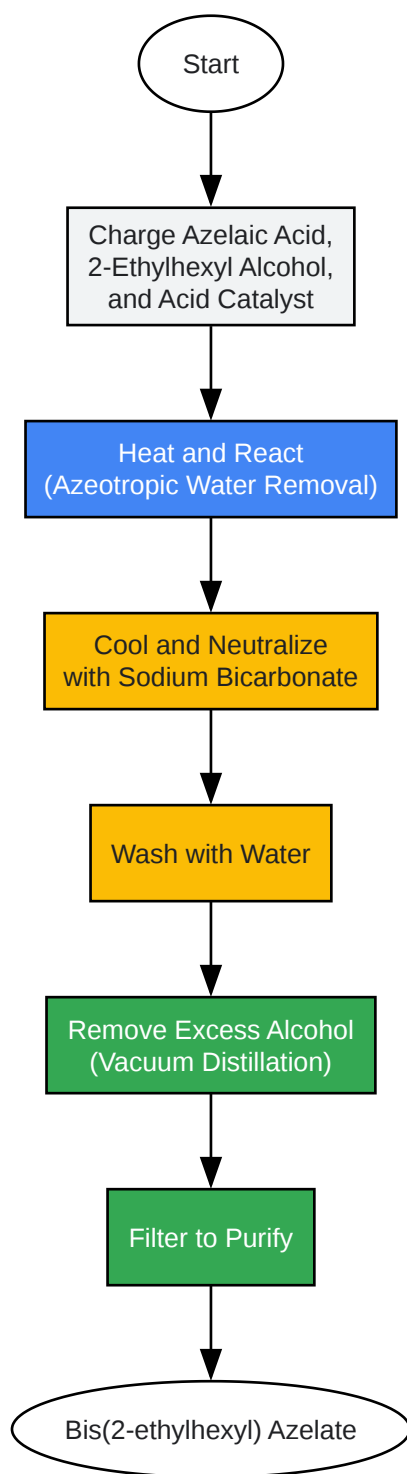 Start
Charge Azelaic Acid,
2-Ethylhexyl Alcohol,
and Acid Catalyst
Heat and React
(Azeotropic Water Removal)
Cool and Neutralize
with Sodium Bicarbonate
Wash with Water
Remove Excess Alcohol
(Vacuum Distillation)
Filter to Purify
Bis(2-ethylhexyl) Azelate